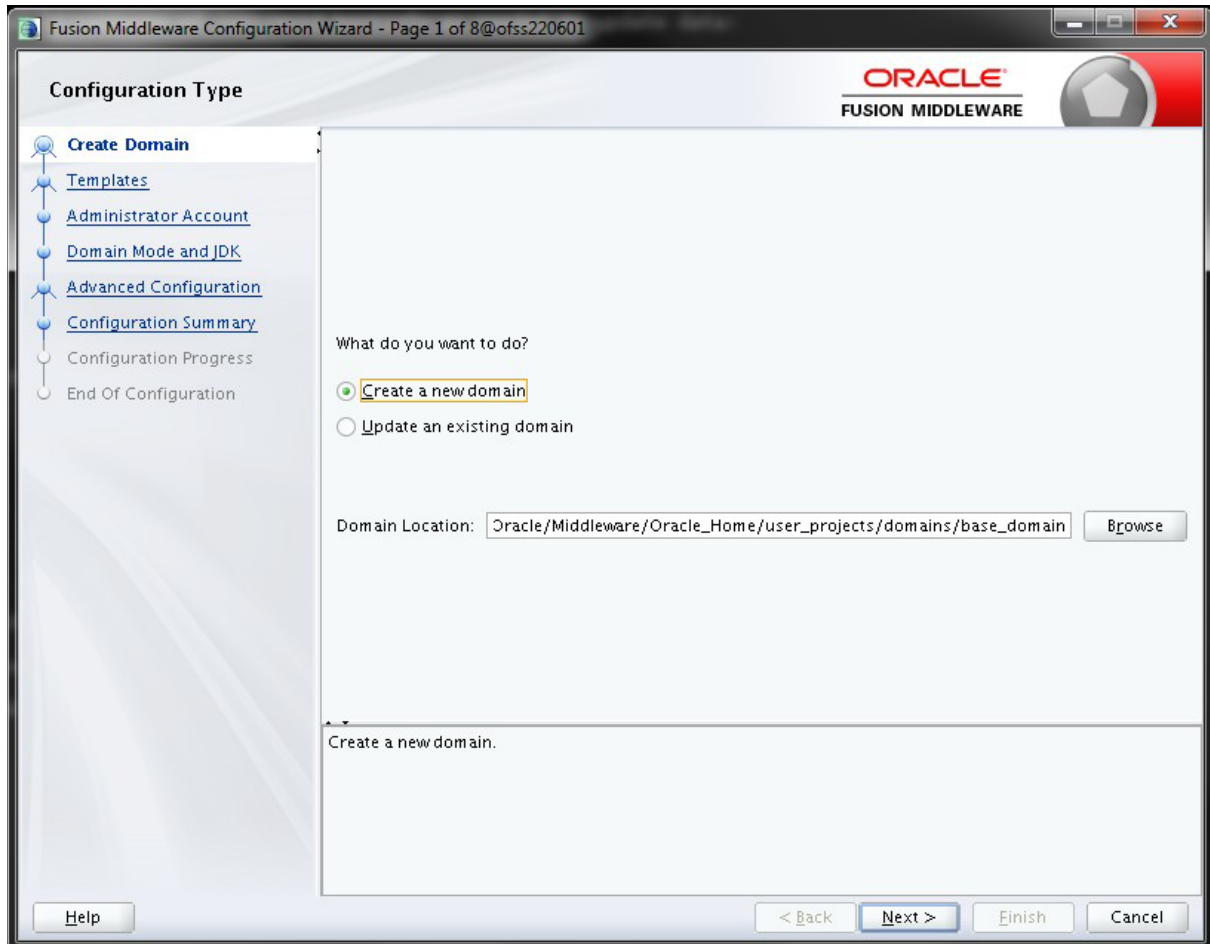 Fusion Middleware Configuration Wizard - Page 1 of 8@ofss220601
Configuration Type
ORACLE
FUSION MIDDLEWARE
Create Domain
Templates
Administrator Account
Domain Mode and JDK
Advanced Configuration
Configuration Summary
Configuration Progress
End Of Configuration
What do you want to do?
Create a new domain
Update an existing domain
Domain Location: Oracle/Middleware/Oracle_Home/user_projects/domains/base_domain Browse
Create a new domain.
Help < Back Next > Finish Cancel